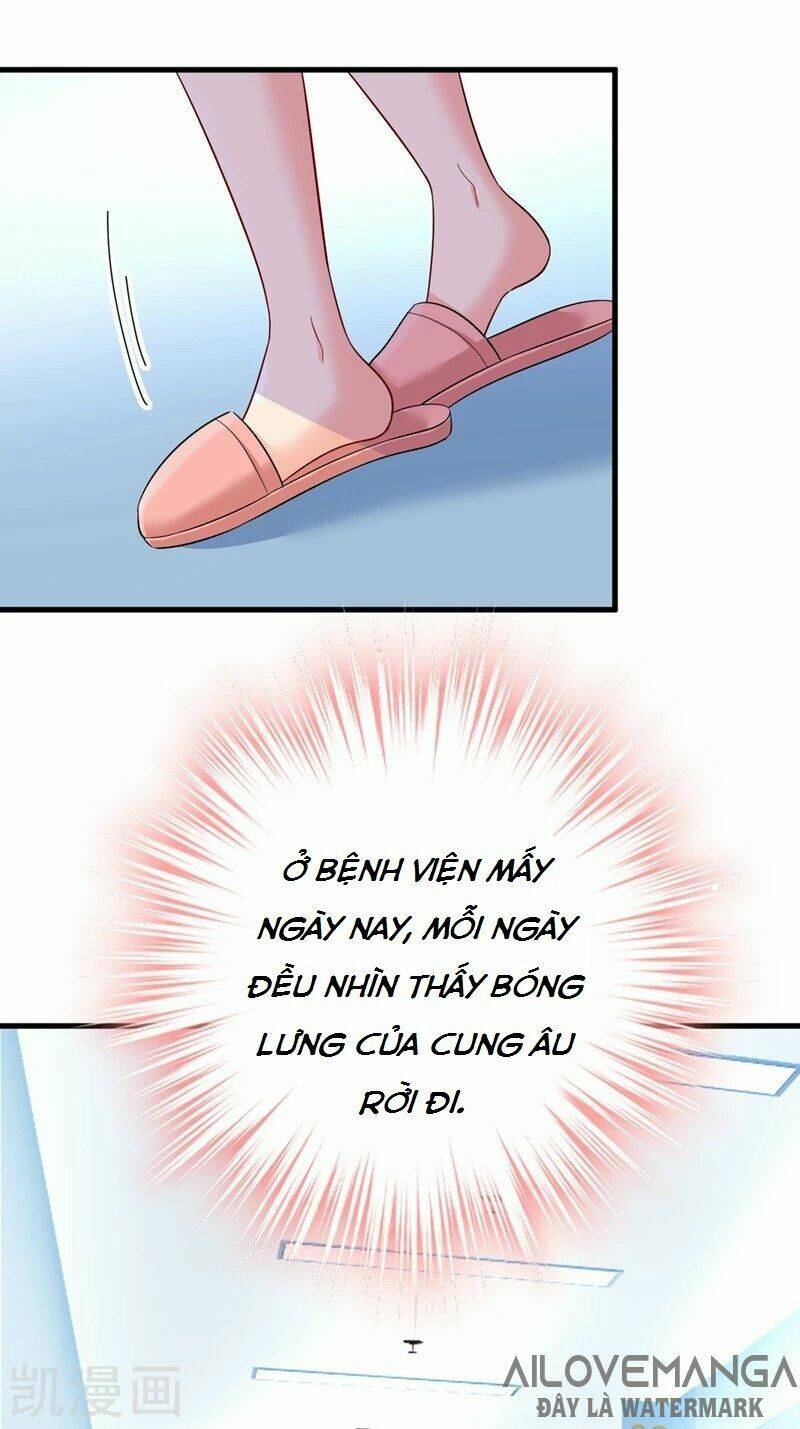 Ở BỆNH VIỆN MẤY
NGÀY NAY, MỖI NGÀY
ĐỀU NHÌN THẤY BÓNG
LƯNG CỦA CUNG ÂU
RỜI ĐI.
凯漫画
AILOVEMANGA
ĐÂY LÀ WATERMARK